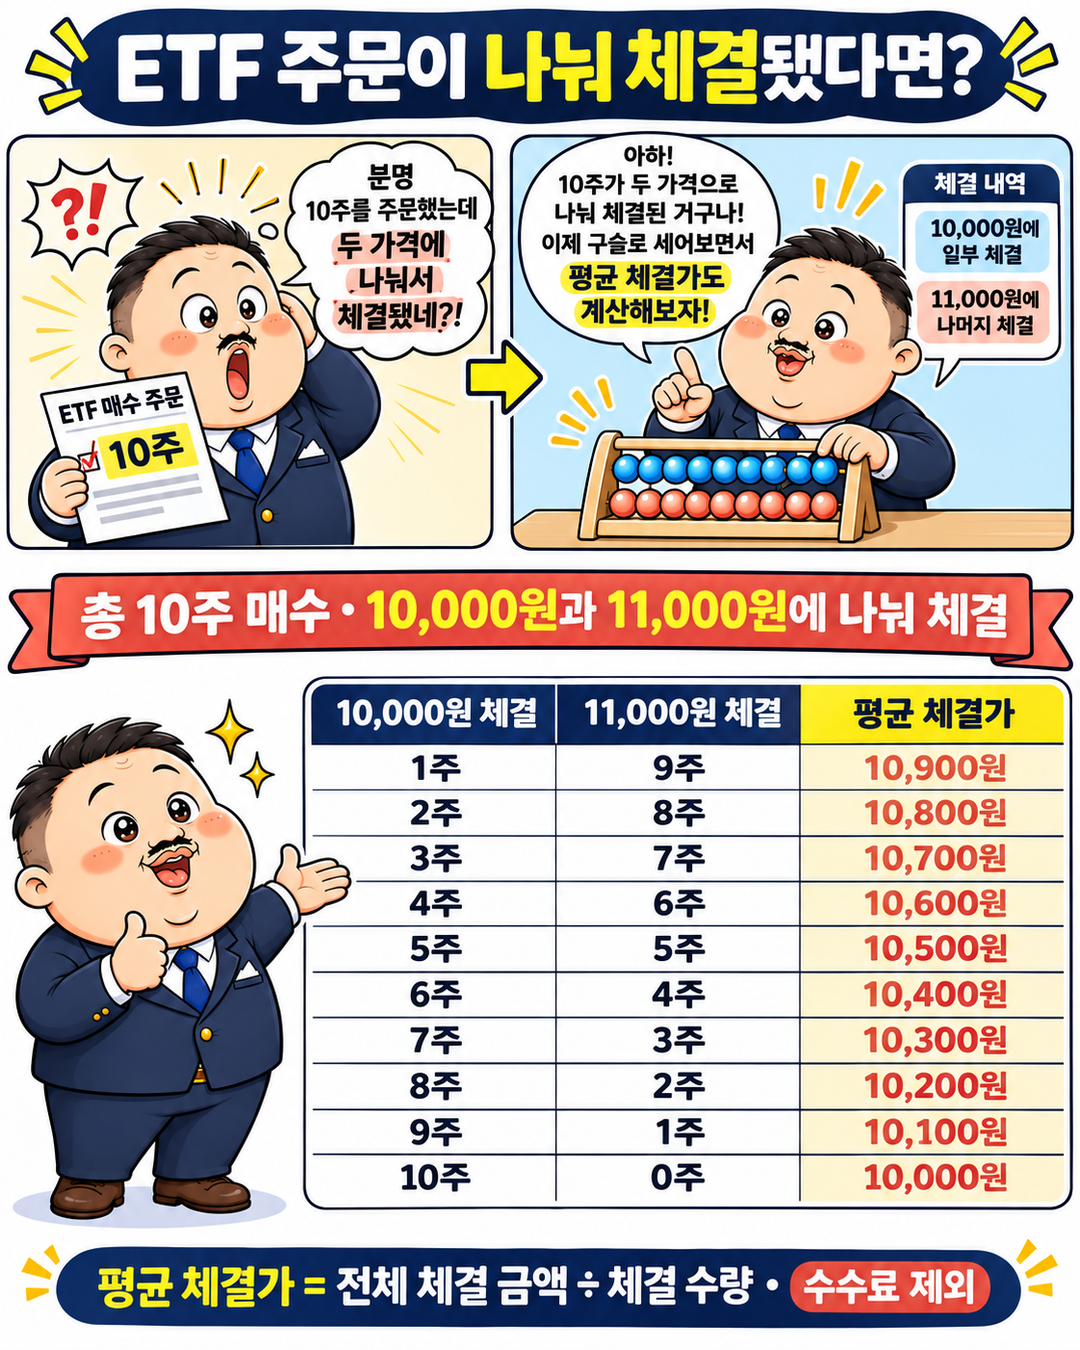 ETF 주문이 나눠 체결됐다면?
?!
분명
10주를 주문했는데
두 가격에
나눠서
체결됐네?!
ETF 매수 주문
10주
아하!
10주가 두 가격으로
나눠 체결된 거구나!
이제 구슬로 세어보면서
평균 체결가도
계산해보자!
체결 내역
10,000원에
일부 체결
11,000원에
나머지 체결
총 10주 매수 • 10,000원과 11,000원에 나눠 체결
10,000원 체결 11,000원 체결 평균 체결가
1주 9주 10,900원
2주 8주 10,800원
3주 7주 10,700원
4주 6주 10,600원
5주 5주 10,500원
6주 4주 10,400원
7주 3주 10,300원
8주 2주 10,200원
9주 1주 10,100원
10주 0주 10,000원
평균 체결가 = 전체 체결 금액 ÷ 체결 수량 • 수수료 제외